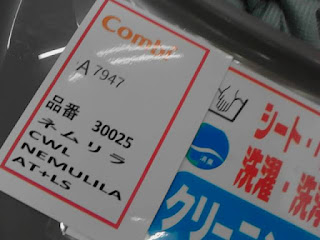 Combi
A 7947
品番 30025
ネムリラ
CWL
NEMULILA
AT+LS
シート・
洗濯・洗
クリーニン